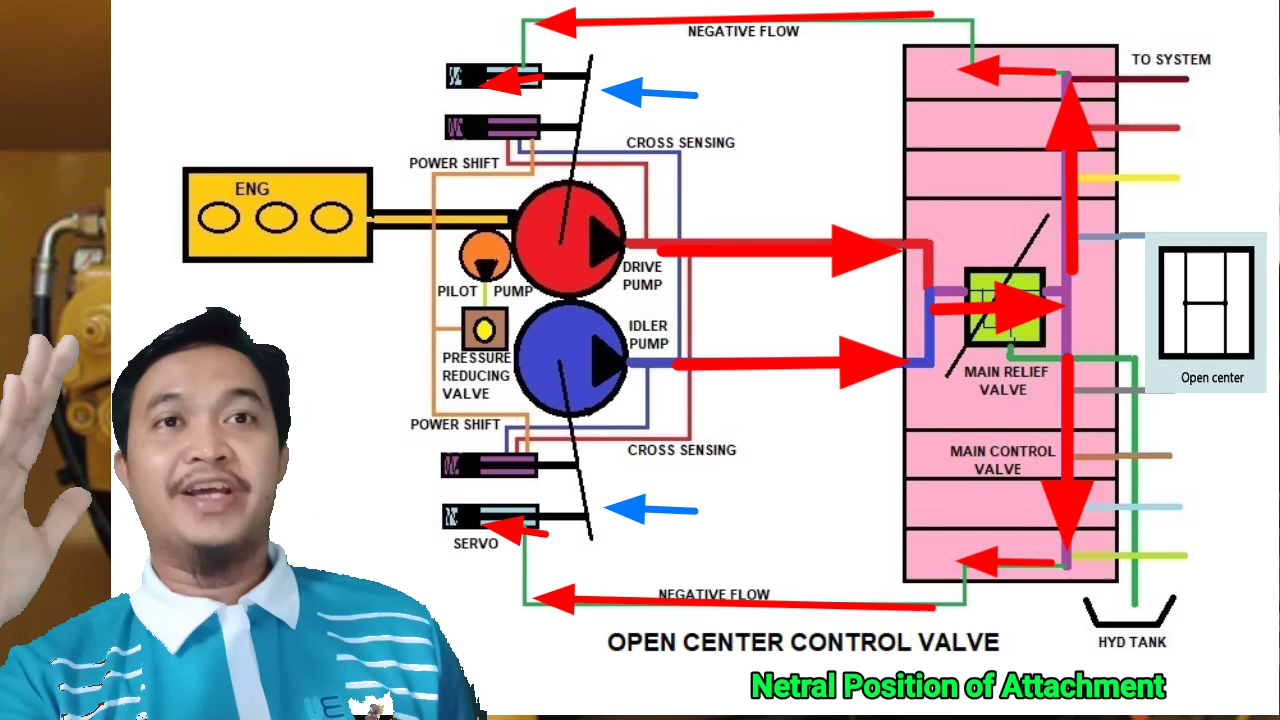 NEGATIVE FLOW
TO SYSTEM
CROSS SENSING
POWER SHIFT
ENG
DRIVE
PUMP
PILOT PUMP
IDLER
PUMP
PRESSURE
REDUCING
VALVE
MAIN RELIEF
VALVE
Open center
POWER SHIFT
CROSS SENSING
MAIN CONTROL
VALVE
SERVO
NEGATIVE FLOW
OPEN CENTER CONTROL VALVE
HYD TANK
Netral Position of Attachment